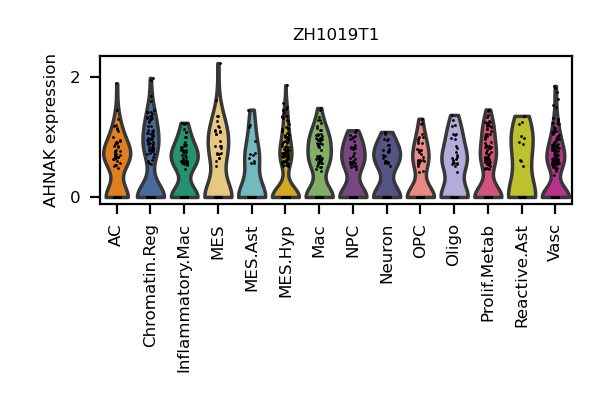 ZH1019T1
AHNAK expression
2
0
AC
Chromatin.Reg
Inflammatory.Mac
MES
MES.Ast
MES.Hyp
Mac
NPC
Neuron
OPC
Oligo
Prolif.Metab
Reactive.Ast
Vasc